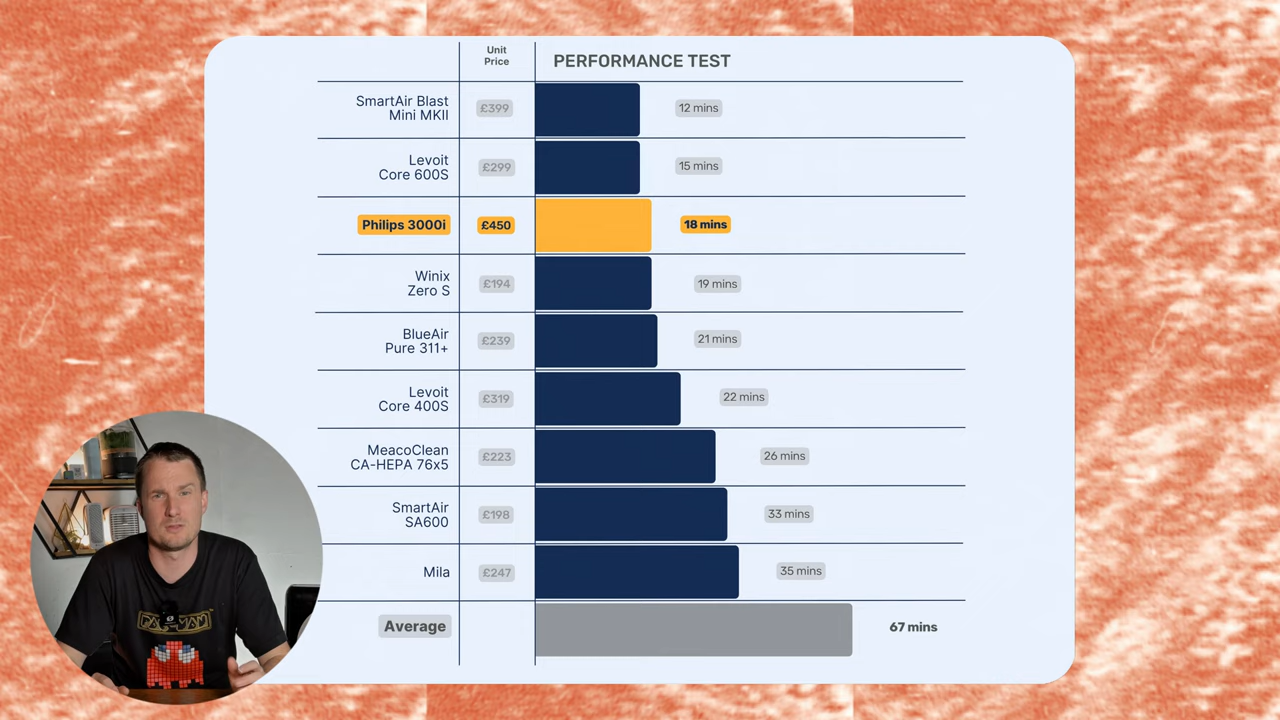 Unit
Price
PERFORMANCE TEST
SmartAir Blast
Mini MKII
£399
12 mins
Levoit
Core 600S
£299
15 mins
Philips 3000i
£450
18 mins
Winix
Zero S
£194
19 mins
BlueAir
Pure 311+
£239
21 mins
Levoit
Core 400S
£319
22 mins
MeacoClean
CA-HEPA 76x5
£223
26 mins
SmartAir
SA600
£198
33 mins
Mila
£247
35 mins
Average
67 mins
PAC-MAN